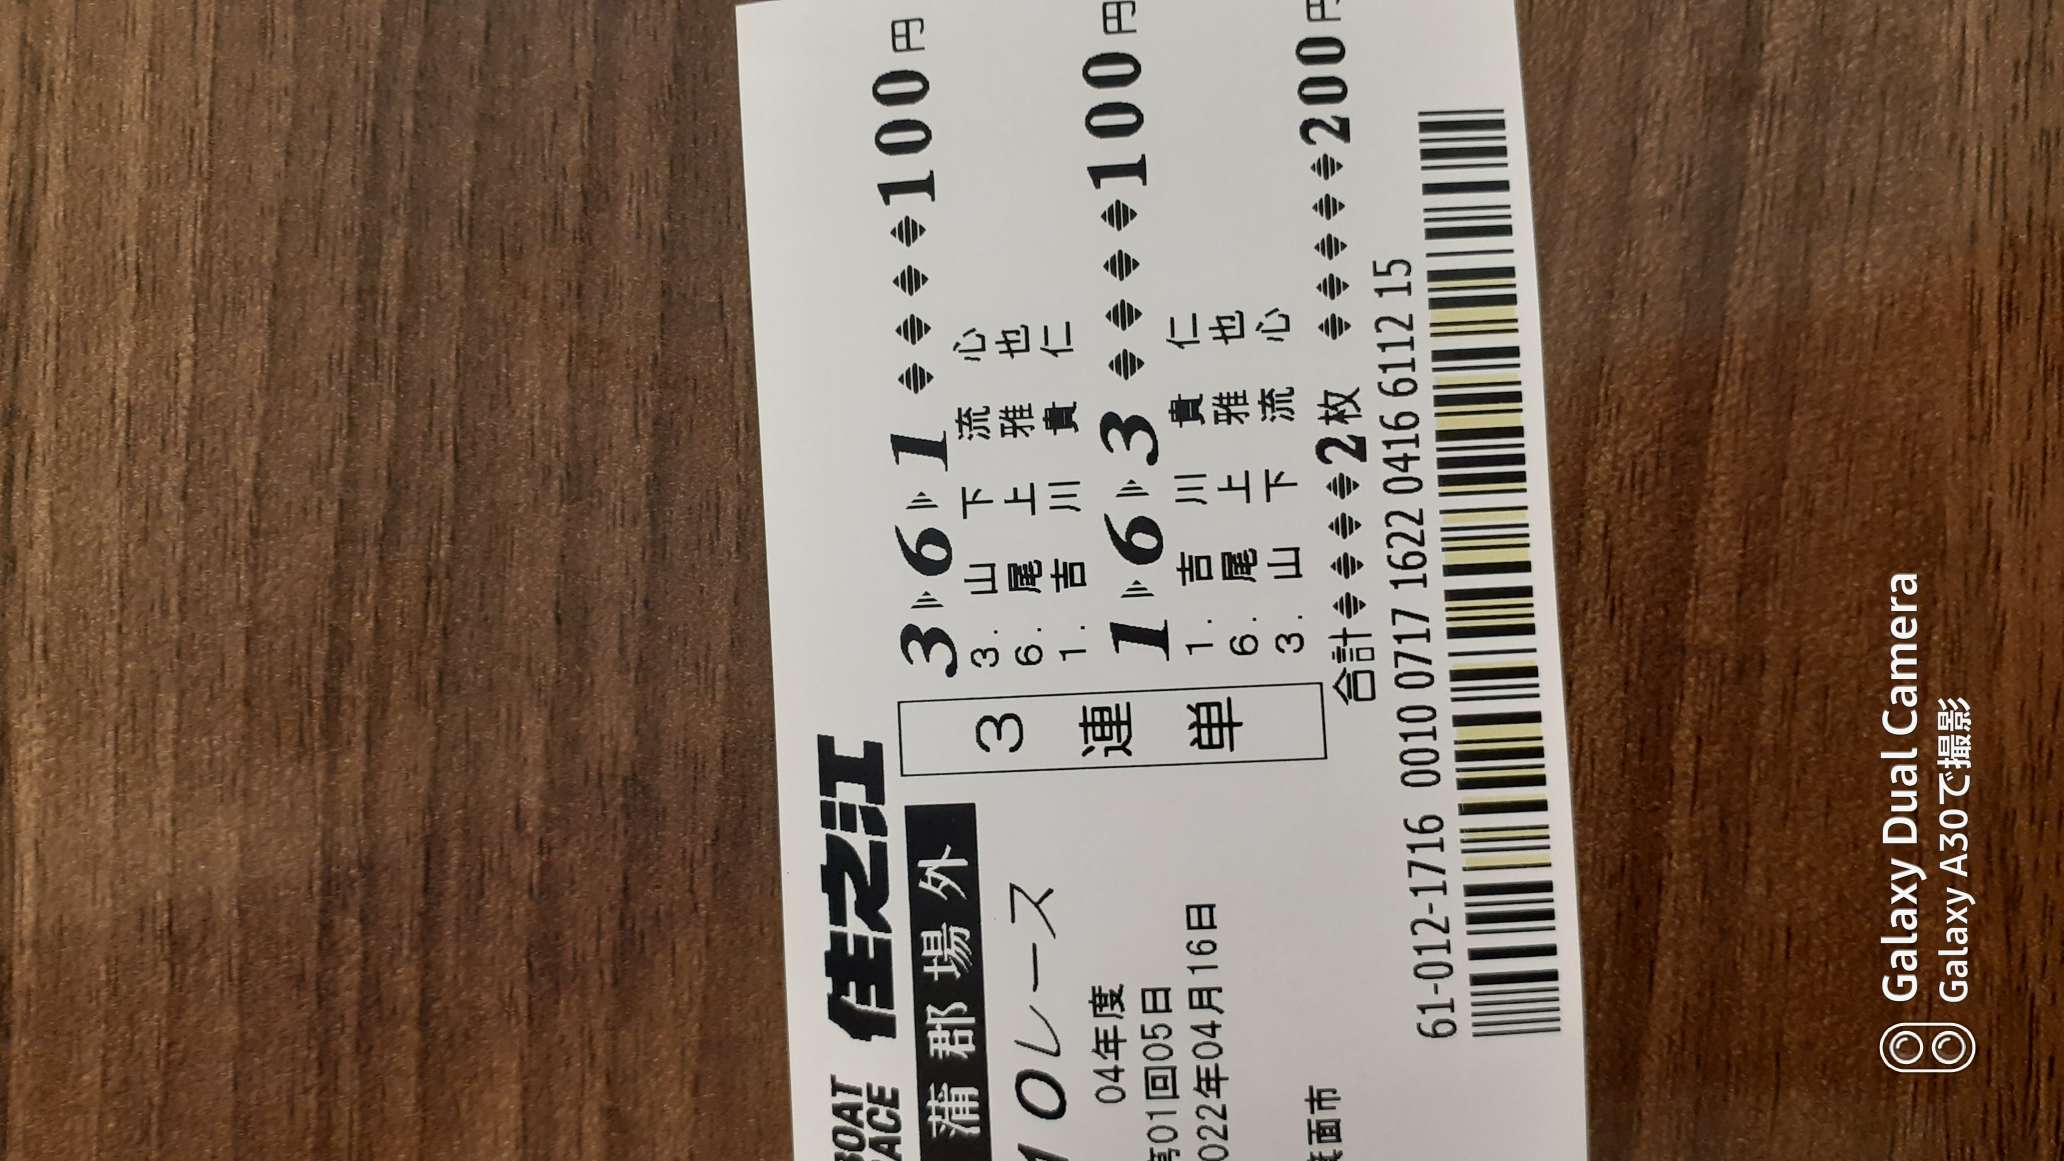 BOAT
RACE
住之江
蒲郡場外
10レース
04年度
第01回05日
2022年04月16日
箕面市
3連単
3▷6▷1 ◆◆◆◆100円
3. 山下 流心
6. 尾上 雅也
1. 吉川 貴仁
1▷6▷3 ◆◆◆◆100円
1. 吉川 貴仁
6. 尾上 雅也
3. 山下 流心
合計◆◆◆◆2枚 ◆◆◆◆◆200円
61-012-1716 0010 0717 1622 0416 6112 15
Galaxy Dual Camera
Galaxy A30で撮影